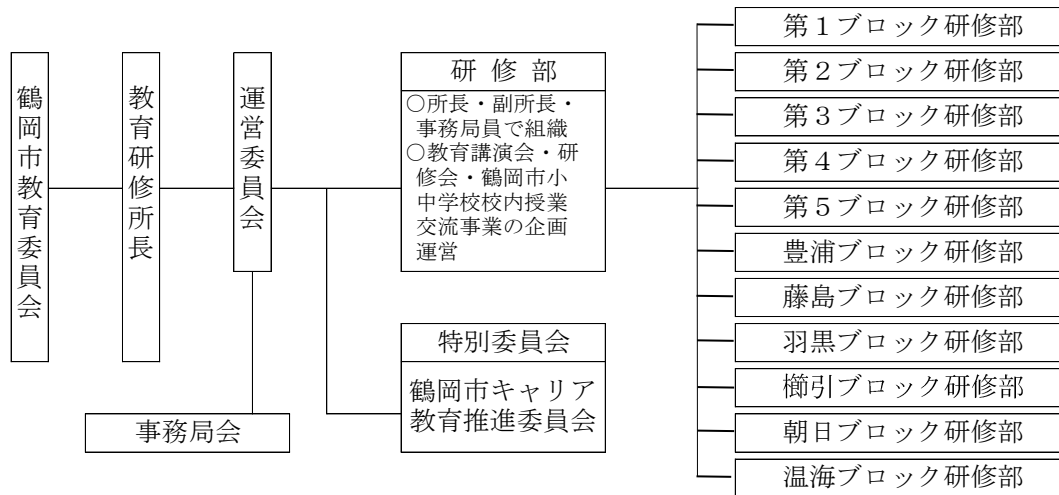 鶴岡市教育委員会
教育研修所長
運営委員会
事務局会
研修部
○所長・副所長・
事務局員で組織
○教育講演会・研
修会・鶴岡市小
中学校校内授業
交流事業の企画
運営
特別委員会
鶴岡市キャリア
教育推進委員会
第１ブロック研修部
第２ブロック研修部
第３ブロック研修部
第４ブロック研修部
第５ブロック研修部
豊浦ブロック研修部
藤島ブロック研修部
羽黒ブロック研修部
櫛引ブロック研修部
朝日ブロック研修部
温海ブロック研修部